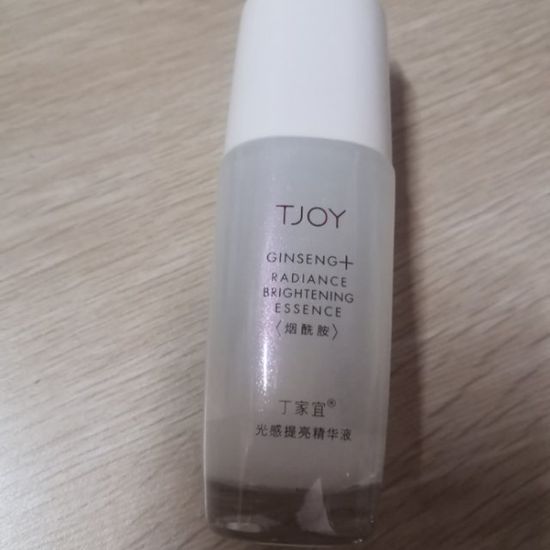 TJOY
GINSENG+
RADIANCE
BRIGHTENING
ESSENCE
〈烟酰胺〉
丁家宜®
光感提亮精华液